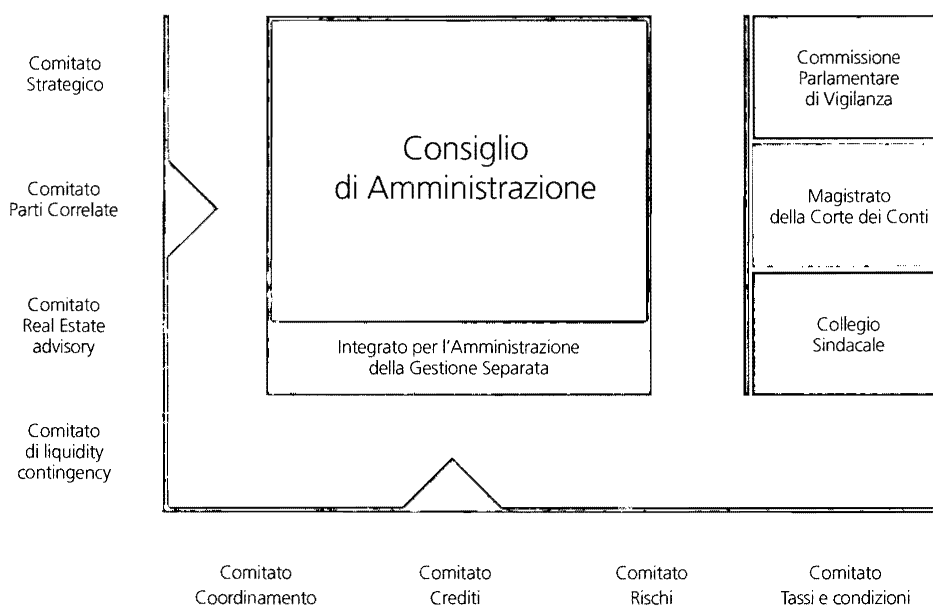 Comitato
Strategico
Comitato
Parti Correlate
Comitato
Real Estate
advisory
Comitato
di liquidity
contingency
Consiglio
di Amministrazione
Integrato per l'Amministrazione
della Gestione Separata
Commissione
Parlamentare
di Vigilanza
Magistrato
della Corte dei Conti
Collegio
Sindacale
Comitato
Coordinamento
Comitato
Crediti
Comitato
Rischi
Comitato
Tassi e condizioni